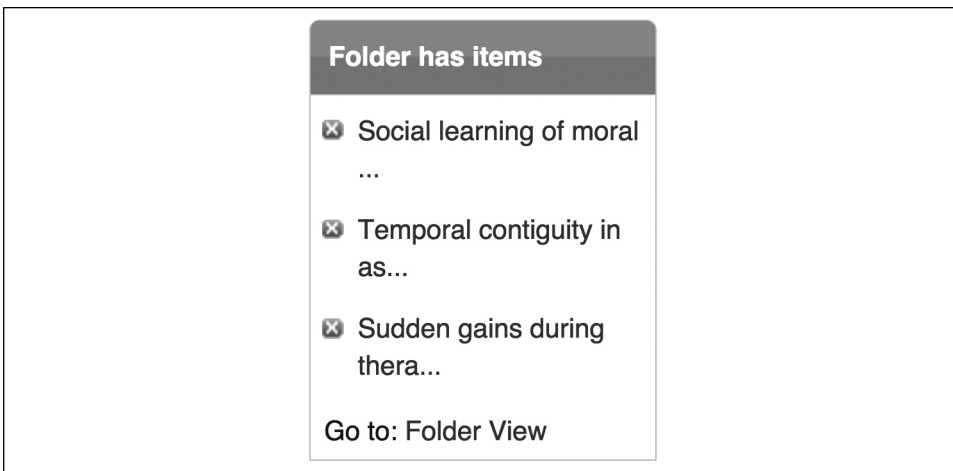 Folder has items
Social learning of moral
...
Temporal contiguity in
as...
Sudden gains during
thera...
Go to: Folder View